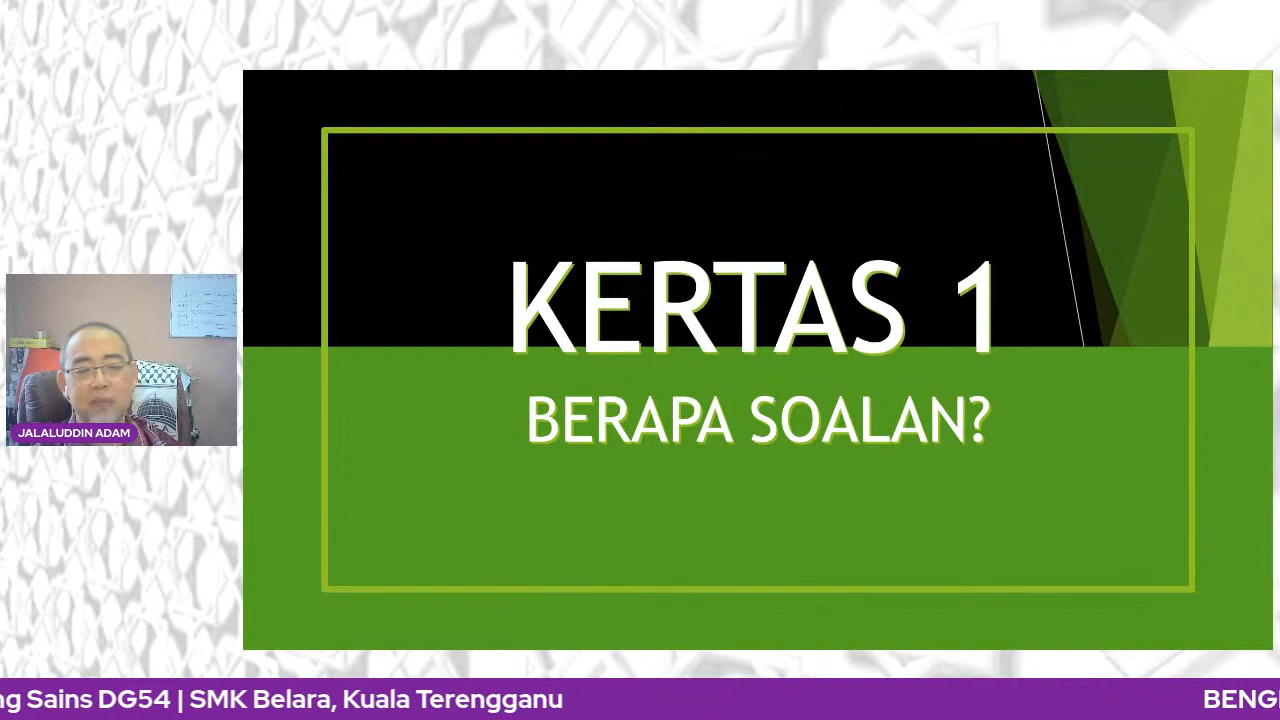 KERTAS 1
BERAPA SOALAN?
JALALUDDIN ADAM
ng Sains DG54 | SMK Belara, Kuala Terengganu
BENG